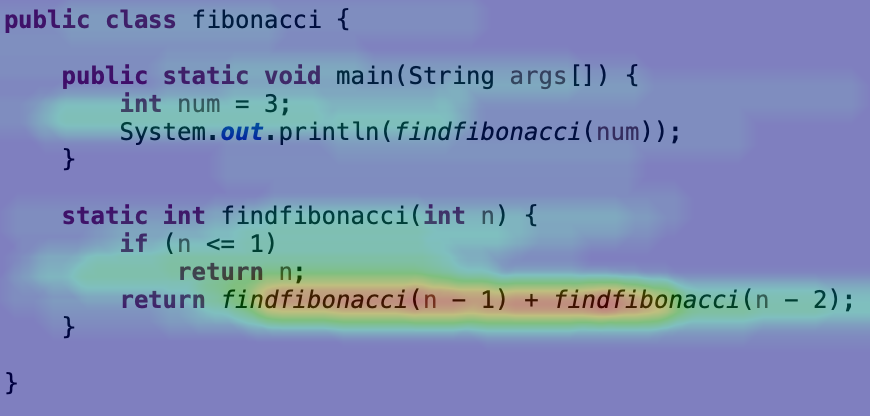 public class fibonacci {
public static void main(String args[]) {
int num = 3;
System.out.println(findfibonacci(num));
}
static int findfibonacci(int n) {
if (n <= 1)
return n;
return findfibonacci(n - 1) + findfibonacci(n - 2);
}
}